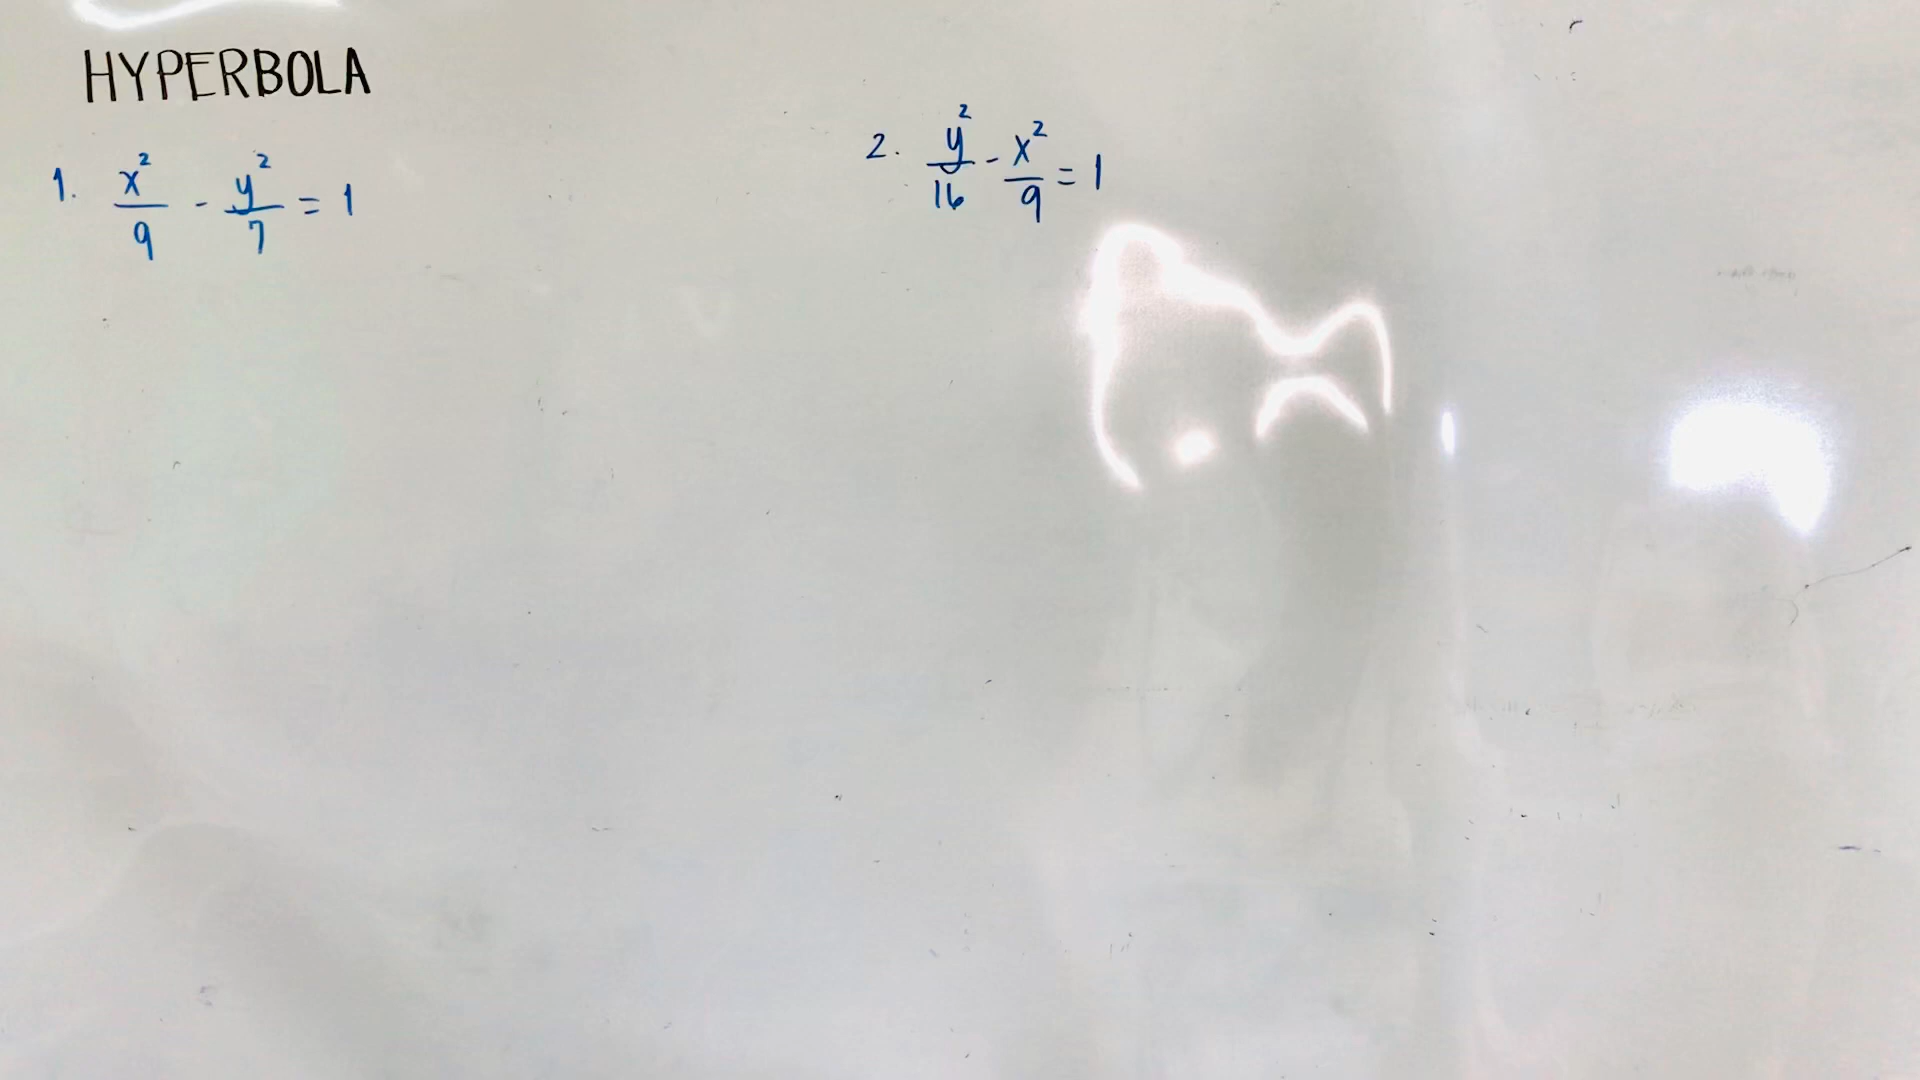 HYPERBOLA
1. x²/9 - y²/7 = 1
2. y²/16 - x²/9 = 1